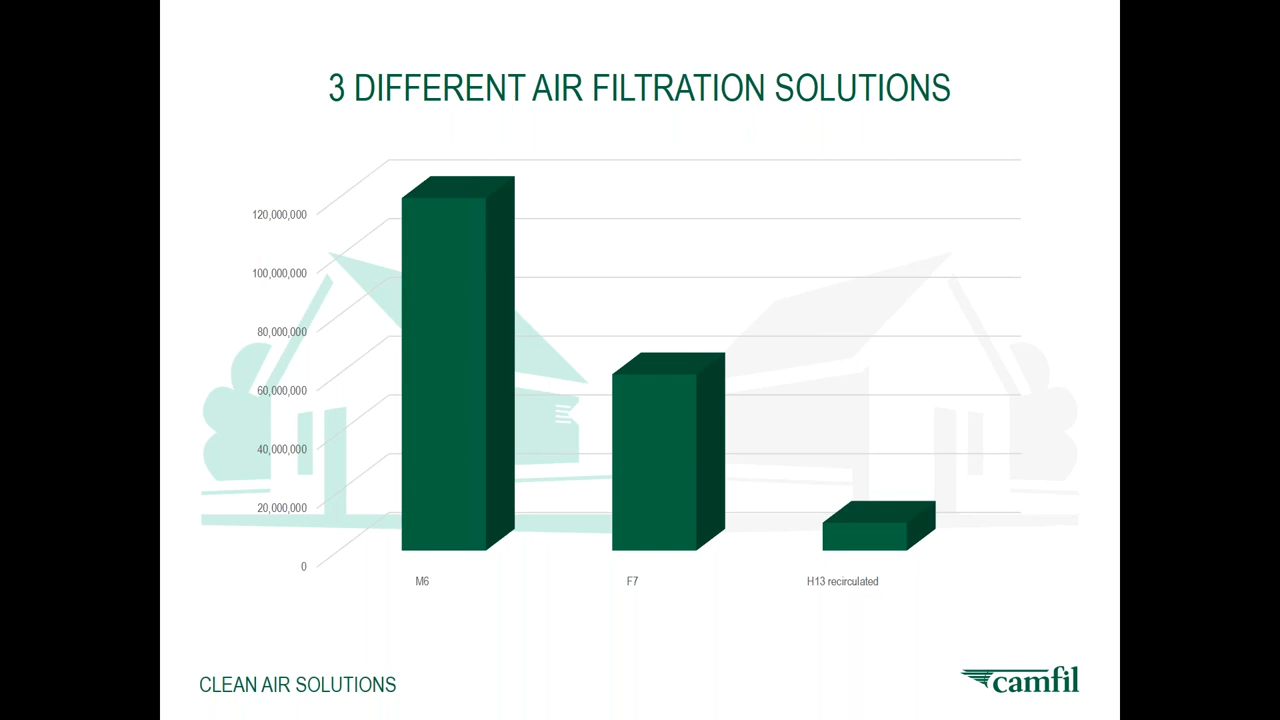 3 DIFFERENT AIR FILTRATION SOLUTIONS
120,000,000
100,000,000
80,000,000
60,000,000
40,000,000
20,000,000
0
M6 F7 H13 recirculated
CLEAN AIR SOLUTIONS camfil